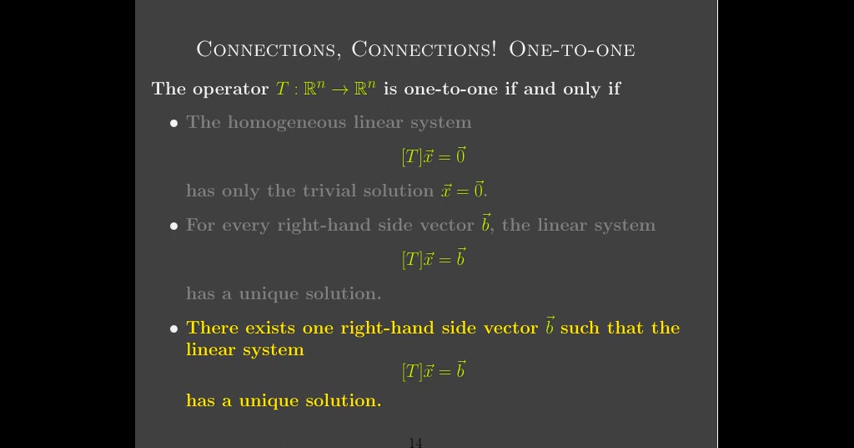 Connections, Connections! One-to-one
The operator T : ℝⁿ → ℝⁿ is one-to-one if and only if
• The homogeneous linear system
[T]x⃗ = 0⃗
has only the trivial solution x⃗ = 0⃗.
• For every right-hand side vector b⃗, the linear system
[T]x⃗ = b⃗
has a unique solution.
• There exists one right-hand side vector b⃗ such that the
linear system
[T]x⃗ = b⃗
has a unique solution.
14